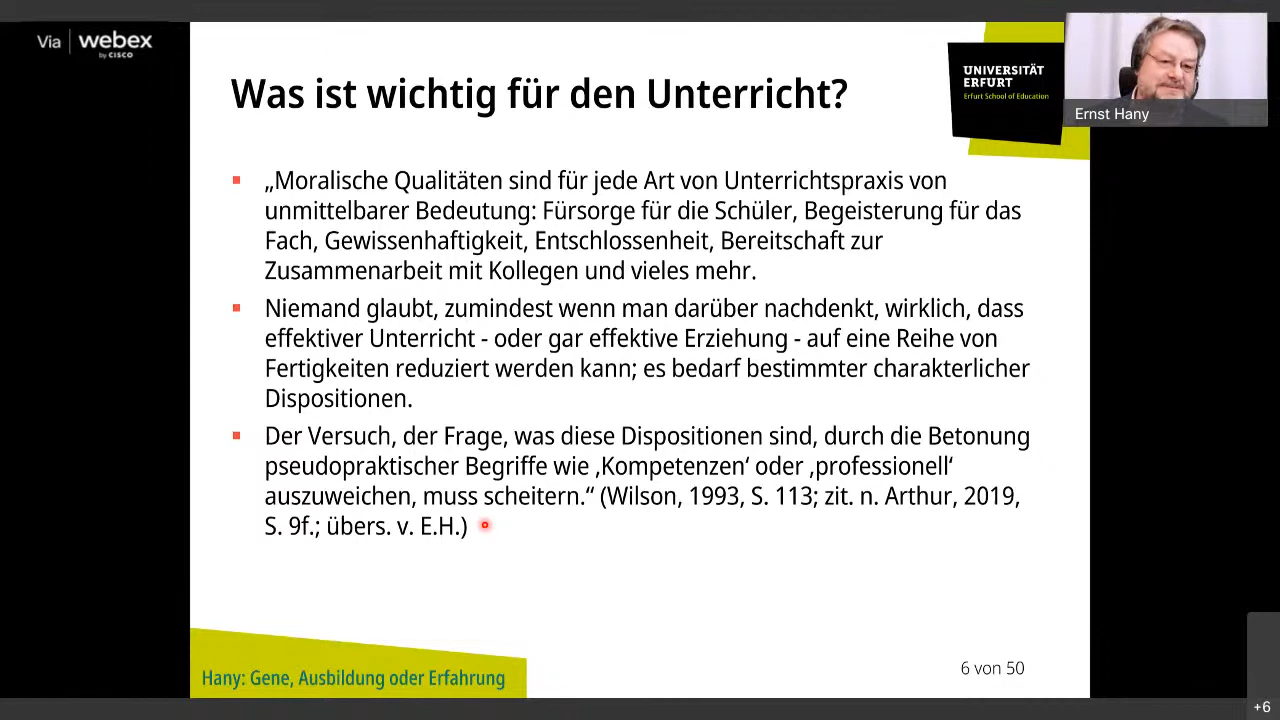 Via webex
by CISCO
Was ist wichtig für den Unterricht?
UNIVERSITÄT
ERFURT
Erfurt School of Education
Ernst Hany
„Moralische Qualitäten sind für jede Art von Unterrichtspraxis von
unmittelbarer Bedeutung: Fürsorge für die Schüler, Begeisterung für das
Fach, Gewissenhaftigkeit, Entschlossenheit, Bereitschaft zur
Zusammenarbeit mit Kollegen und vieles mehr.
Niemand glaubt, zumindest wenn man darüber nachdenkt, wirklich, dass
effektiver Unterricht - oder gar effektive Erziehung - auf eine Reihe von
Fertigkeiten reduziert werden kann; es bedarf bestimmter charakterlicher
Dispositionen.
Der Versuch, der Frage, was diese Dispositionen sind, durch die Betonung
pseudopraktischer Begriffe wie ‚Kompetenzen‘ oder ‚professionell‘
auszuweichen, muss scheitern.“ (Wilson, 1993, S. 113; zit. n. Arthur, 2019,
S. 9f.; übers. v. E.H.)
Hany: Gene, Ausbildung oder Erfahrung
6 von 50
+6